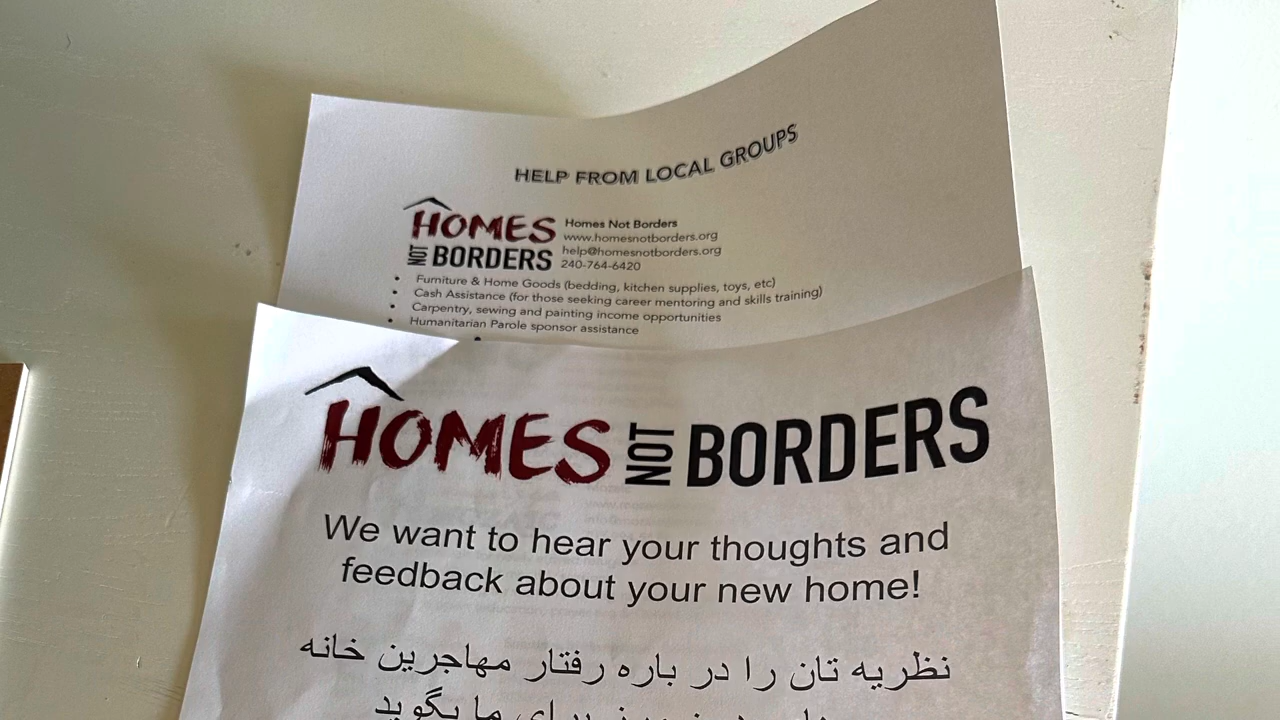 HELP FROM LOCAL GROUPS
HOMES
NOT BORDERS
Homes Not Borders
www.homesnotborders.org
help@homesnotborders.org
240-764-6420
• Furniture & Home Goods (bedding, kitchen supplies, toys, etc)
• Cash Assistance (for those seeking career mentoring and skills training)
• Carpentry, sewing and painting income opportunities
• Humanitarian Parole sponsor assistance
HOMES NOT BORDERS
We want to hear your thoughts and
feedback about your new home!
نظریه تان را در باره رفتار مهاجرین خانه
برای ما بگوید